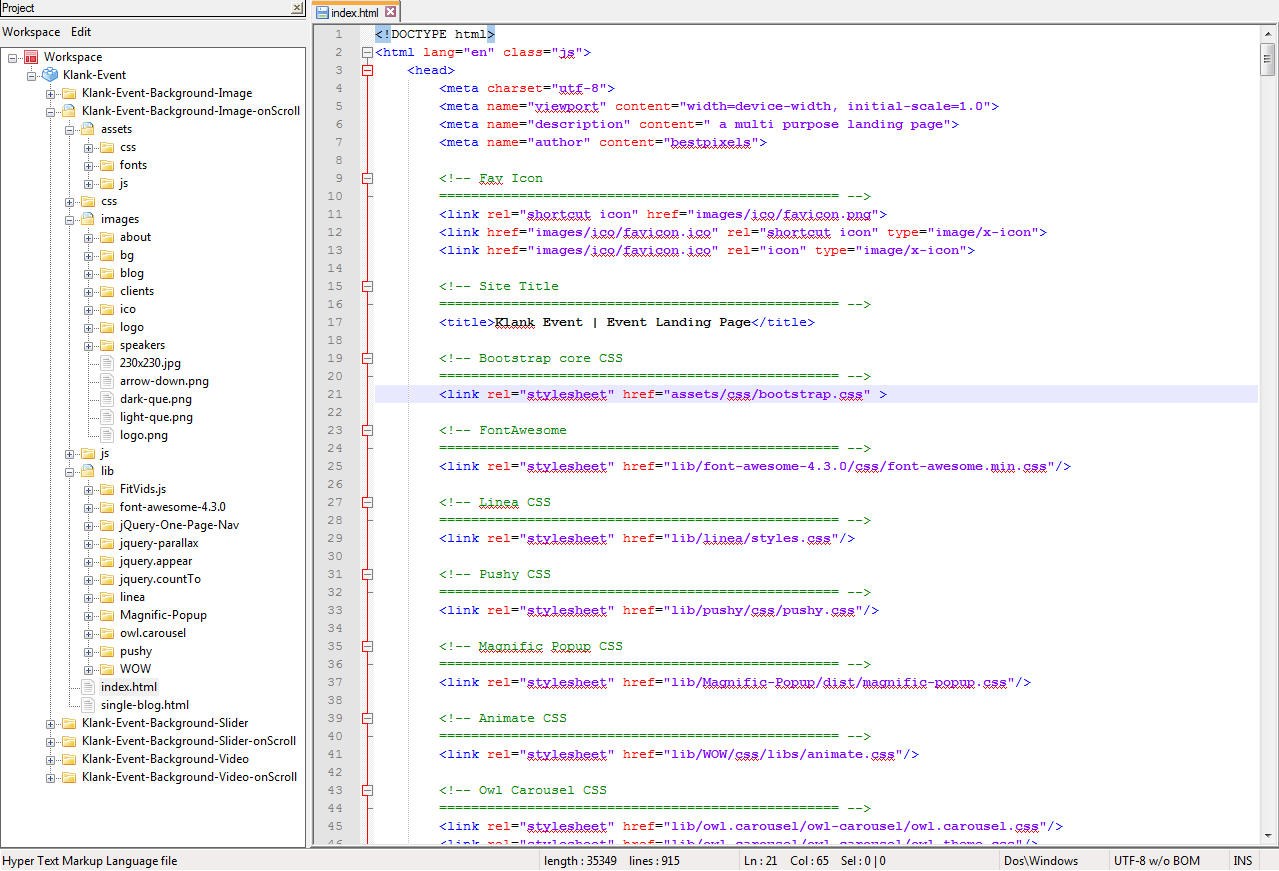 Project
Workspace Edit
Workspace
Klank-Event
Klank-Event-Background-Image
Klank-Event-Background-Image-onScroll
assets
css
fonts
js
css
images
about
bg
blog
clients
ico
logo
speakers
230x230.jpg
arrow-down.png
dark-que.png
light-que.png
logo.png
js
lib
FitVids.js
font-awesome-4.3.0
jQuery-One-Page-Nav
jquery-parallax
jquery.appear
jquery.countTo
linea
Magnific-Popup
owl.carousel
pushy
WOW
index.html
single-blog.html
Klank-Event-Background-Slider
Klank-Event-Background-Slider-onScroll
Klank-Event-Background-Video
Klank-Event-Background-Video-onScroll
index.html
1 <!DOCTYPE html>
2 <html lang="en" class="js">
3 <head>
4 <meta charset="utf-8">
5 <meta name="viewport" content="width=device-width, initial-scale=1.0">
6 <meta name="description" content=" a multi purpose landing page">
7 <meta name="author" content="bestpixels">
8
9 <!-- Fav Icon
10 ================================================== -->
11 <link rel="shortcut icon" href="images/ico/favicon.png">
12 <link href="images/ico/favicon.ico" rel="shortcut icon" type="image/x-icon">
13 <link href="images/ico/favicon.ico" rel="icon" type="image/x-icon">
14
15 <!-- Site Title
16 ================================================== -->
17 <title>Klank Event | Event Landing Page</title>
18
19 <!-- Bootstrap core CSS
20 ================================================== -->
21 <link rel="stylesheet" href="assets/css/bootstrap.css" >
22
23 <!-- FontAwesome
24 ================================================== -->
25 <link rel="stylesheet" href="lib/font-awesome-4.3.0/css/font-awesome.min.css"/>
26
27 <!-- Linea CSS
28 ================================================== -->
29 <link rel="stylesheet" href="lib/linea/styles.css"/>
30
31 <!-- Pushy CSS
32 ================================================== -->
33 <link rel="stylesheet" href="lib/pushy/css/pushy.css"/>
34
35 <!-- Magnific Popup CSS
36 ================================================== -->
37 <link rel="stylesheet" href="lib/Magnific-Popup/dist/magnific-popup.css"/>
38
39 <!-- Animate CSS
40 ================================================== -->
41 <link rel="stylesheet" href="lib/WOW/css/libs/animate.css"/>
42
43 <!-- Owl Carousel CSS
44 ================================================== -->
45 <link rel="stylesheet" href="lib/owl.carousel/owl-carousel/owl.carousel.css"/>
46 <link rel="stylesheet" href="lib/owl.carousel/owl-carousel/owl.theme.css"/>
Hyper Text Markup Language file length : 35349 lines : 915 Ln : 21 Col : 65 Sel : 0 | 0 Dos\Windows UTF-8 w/o BOM INS